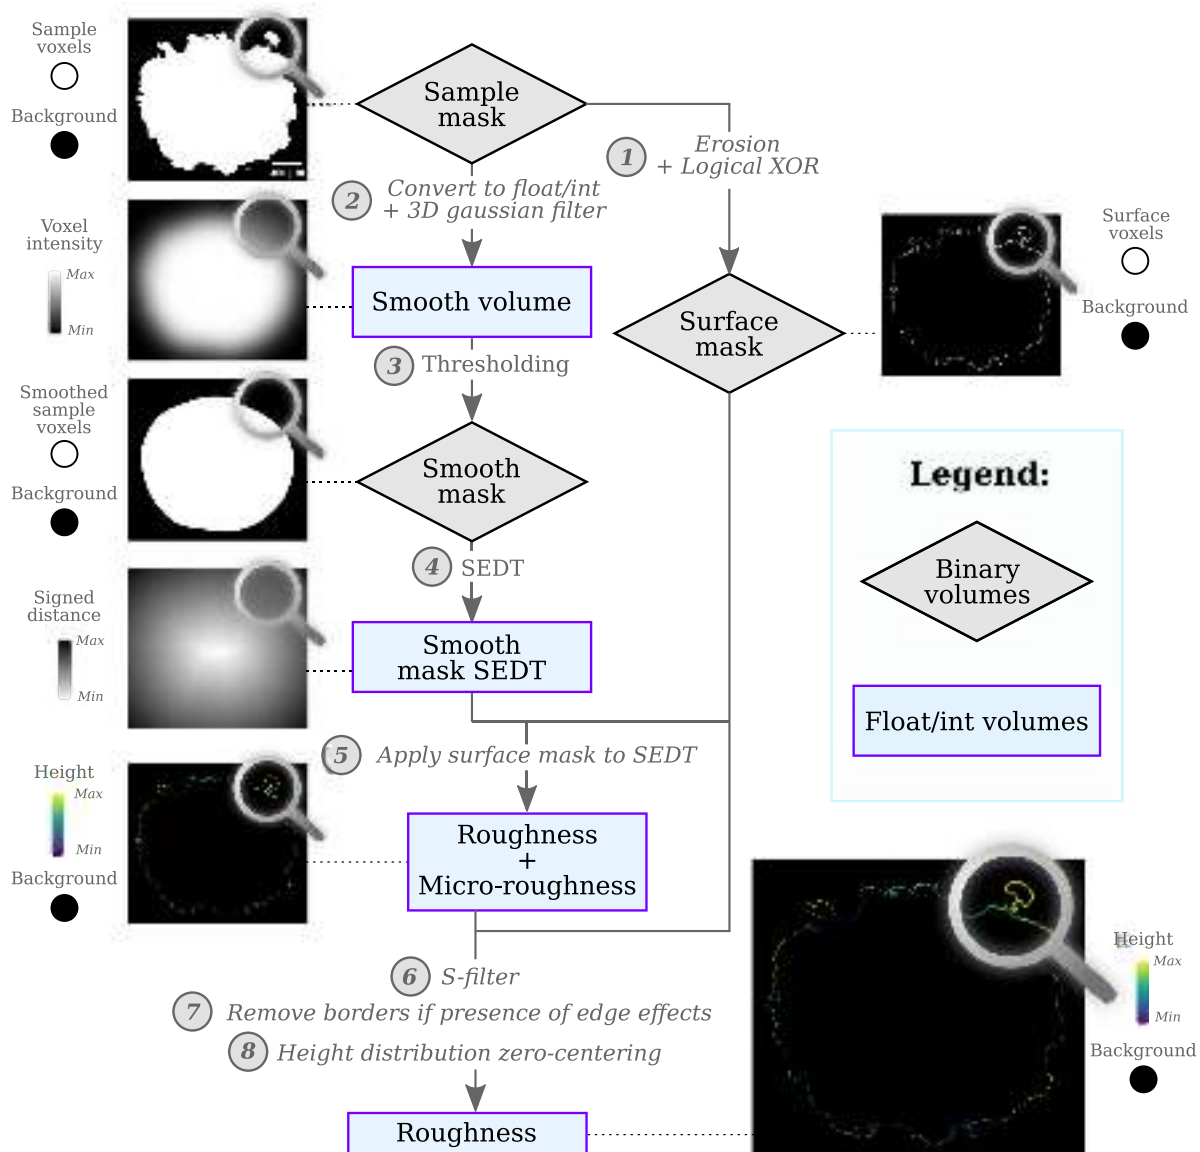 Sample
voxels
Background
Sample
mask
1
Erosion
+ Logical XOR
2
Convert to float/int
+ 3D gaussian filter
Voxel
intensity
Max
Min
Smooth volume
Surface
mask
Surface
voxels
Background
3
Thresholding
Smoothed
sample
voxels
Background
Smooth
mask
4
SEDT
Signed
distance
Max
Min
Smooth
mask SEDT
Legend:
Binary
volumes
Float/int volumes
5
Apply surface mask to SEDT
Height
Max
Min
Background
Roughness
+
Micro-roughness
6
S-filter
7
Remove borders if presence of edge effects
8
Height distribution zero-centering
Roughness
Height
Max
Min
Background